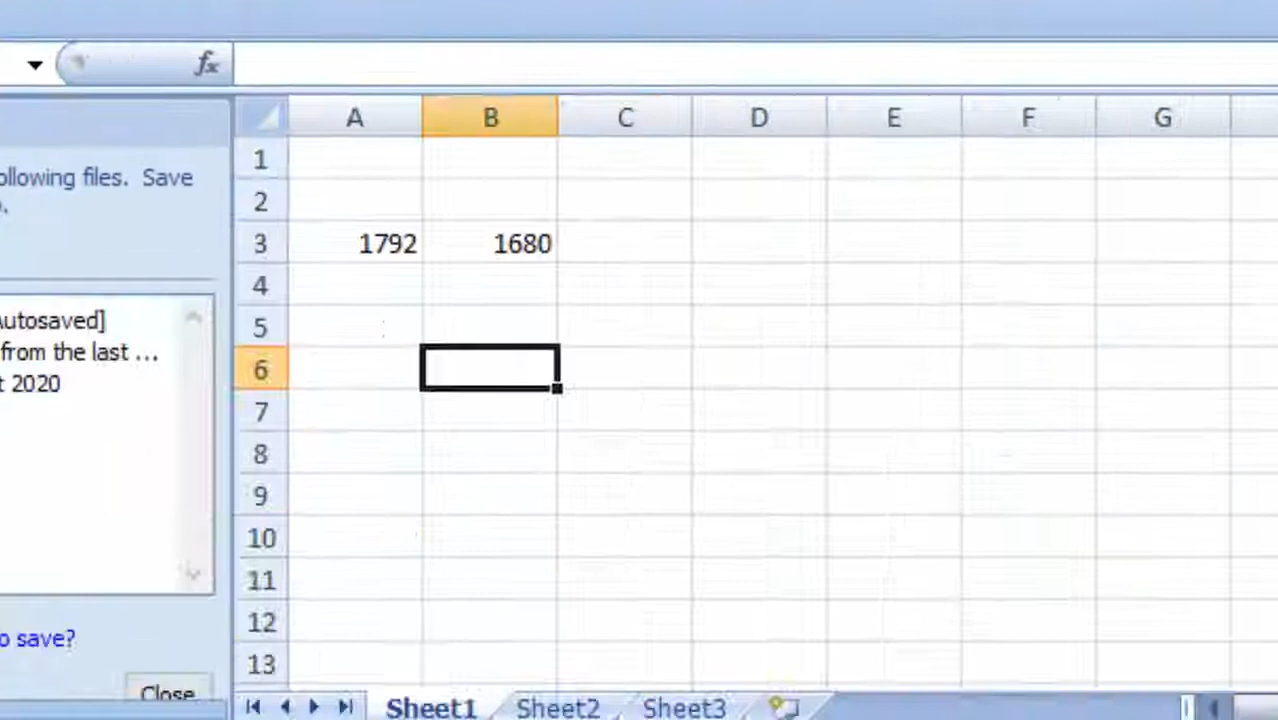 fx
A B C D E F G
1
2
3 1792 1680
4
5
6
7
8
9
10
11
12
13
ollowing files. Save
Autosaved]
from the last ...
t 2020
o save?
Close
Sheet1 Sheet2 Sheet3